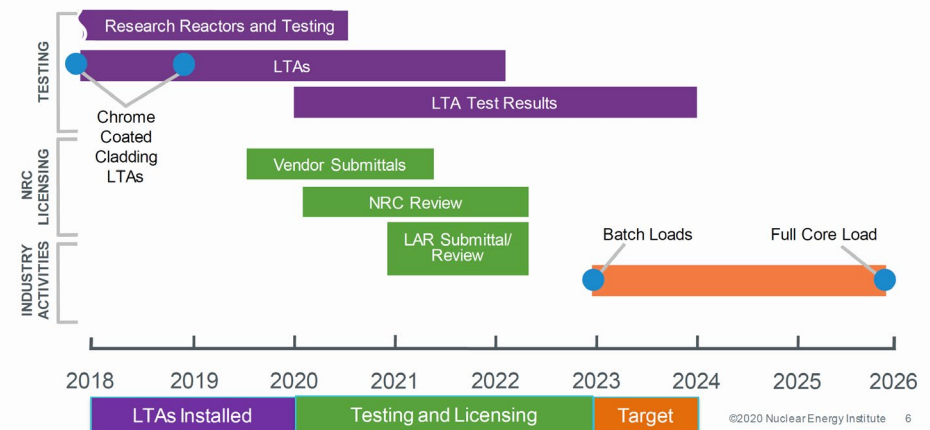 TESTING
Research Reactors and Testing
LTAs
LTA Test Results
Chrome
Coated
Cladding
LTAs
NRC
LICENSING
Vendor Submittals
NRC Review
LAR Submittal/
Review
INDUSTRY
ACTIVITIES
Batch Loads
Full Core Load
2018 2019 2020 2021 2022 2023 2024 2025 2026
LTAs Installed Testing and Licensing Target
©2020 Nuclear Energy Institute 6